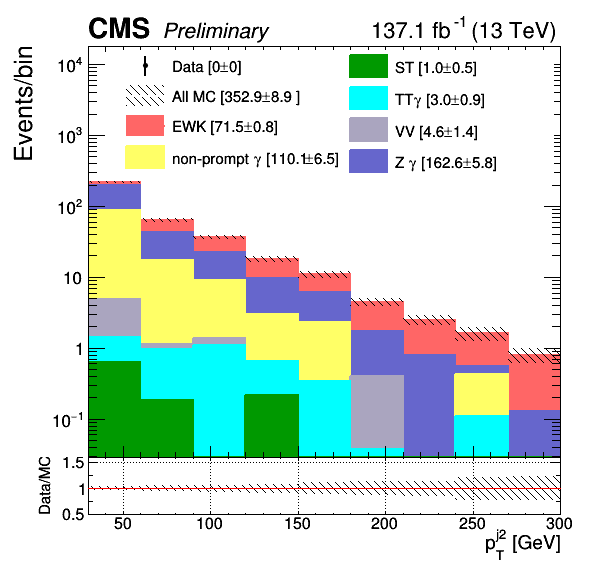 CMS Preliminary 137.1 fb⁻¹ (13 TeV)
Events/bin
Data [0±0]
All MC [352.9±8.9 ]
EWK [71.5±0.8]
non-prompt γ [110.1±6.5]
ST [1.0±0.5]
TTγ [3.0±0.9]
VV [4.6±1.4]
Z γ [162.6±5.8]
10⁴
10³
10²
10
1
10⁻¹
Data/MC
1.5
1
0.5
50 100 150 200 250 300
p_T^{j2} [GeV]